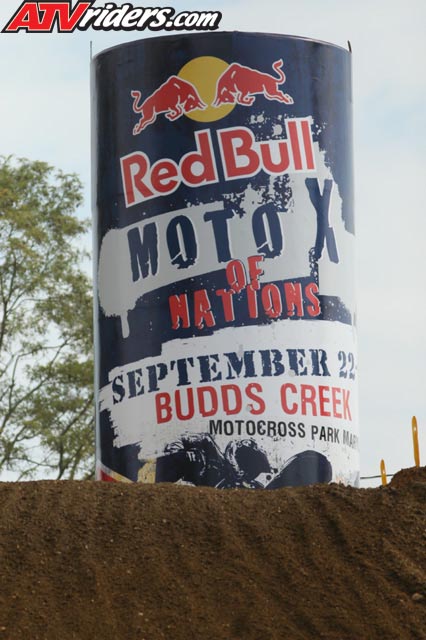 ATVriders.com
Red Bull
MOTO X
OF
NATIONS
SEPTEMBER 22
BUDDS CREEK
MOTOCROSS PARK